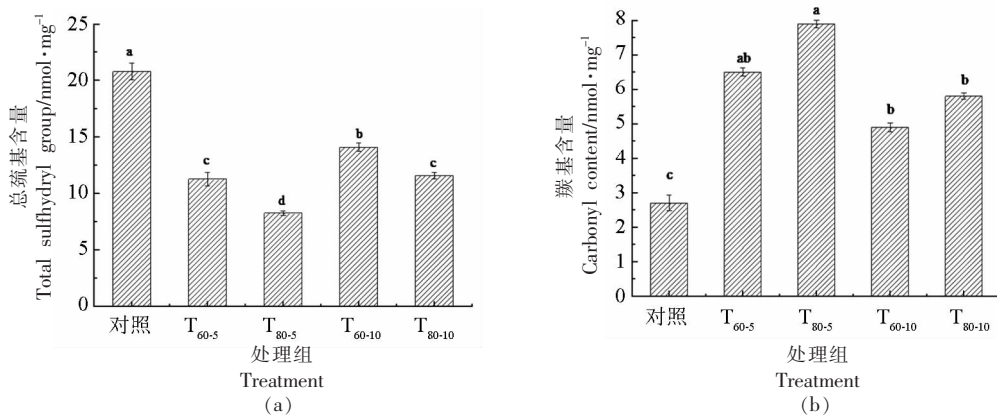 总巯基含量
Total sulfhydryl group/nmol·mg⁻¹
25
20
15
10
5
0
a
c
d
b
c
对照
T60-5
T80-5
T60-10
T80-10
处理组
Treatment
(a)
羰基含量
Carbonyl content/nmol·mg⁻¹
8
7
6
5
4
3
2
1
0
c
ab
a
b
b
对照
T60-5
T80-5
T60-10
T80-10
处理组
Treatment
(b)